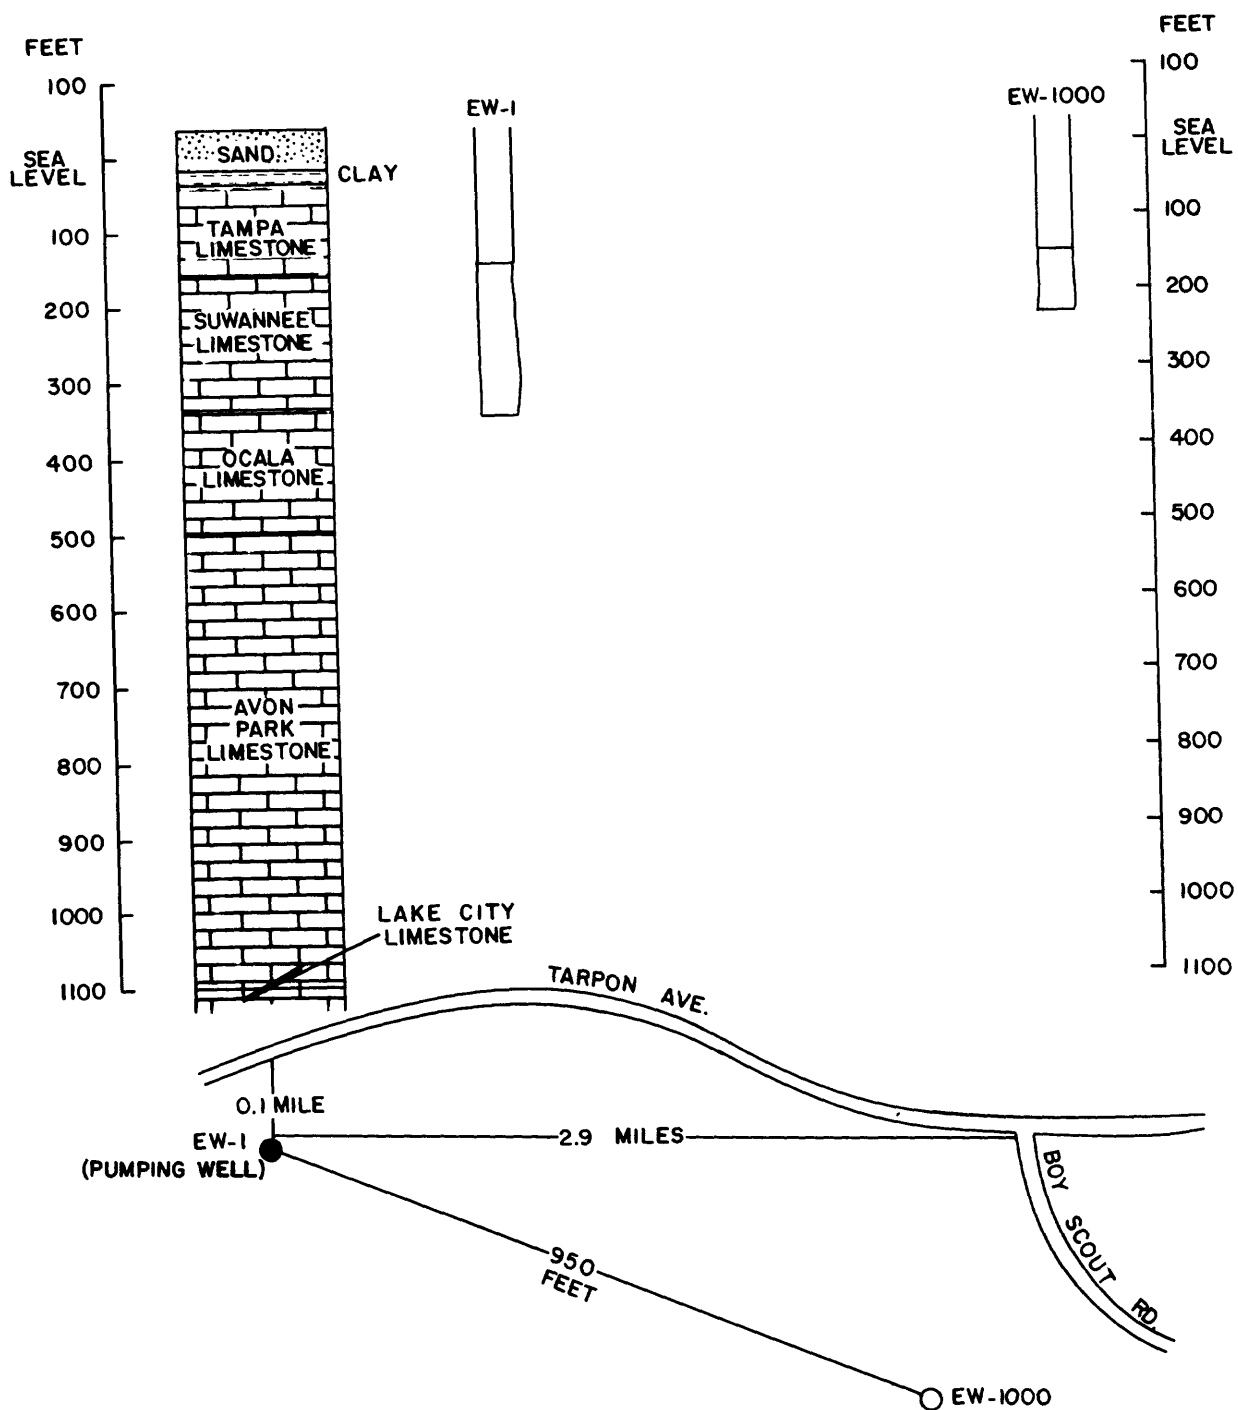 FEET
100
SEA
LEVEL
100
200
300
400
500
600
700
800
900
1000
1100
SAND
CLAY
TAMPA
LIMESTONE
SUWANNEE
LIMESTONE
OCALA
LIMESTONE
AVON
PARK
LIMESTONE
LAKE CITY
LIMESTONE
EW-1
EW-1000
FEET
100
SEA
LEVEL
100
200
300
400
500
600
700
800
900
1000
1100
TARPON AVE.
0.1 MILE
EW-1
(PUMPING WELL)
2.9 MILES
BOY SCOUT RD.
950
FEET
EW-1000